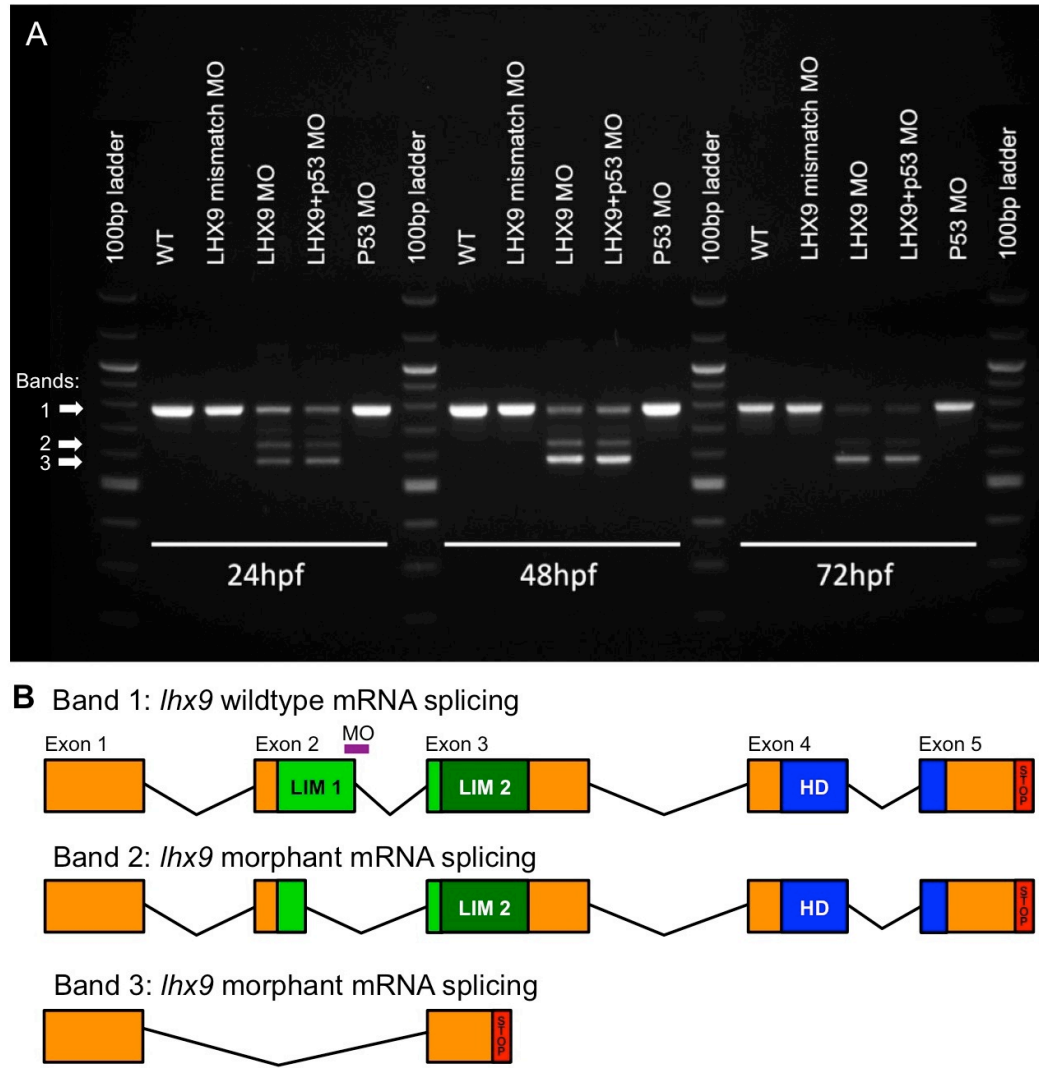 A
100bp ladder
WT
LHX9 mismatch MO
LHX9 MO
LHX9+p53 MO
P53 MO
100bp ladder
WT
LHX9 mismatch MO
LHX9 MO
LHX9+p53 MO
P53 MO
100bp ladder
WT
LHX9 mismatch MO
LHX9 MO
LHX9+p53 MO
P53 MO
100bp ladder
Bands:
1
2
3
24hpf
48hpf
72hpf
B Band 1: lhx9 wildtype mRNA splicing
Exon 1 Exon 2 MO Exon 3 Exon 4 Exon 5
LIM 1 LIM 2 HD STOP
Band 2: lhx9 morphant mRNA splicing
LIM 2 HD STOP
Band 3: lhx9 morphant mRNA splicing
STOP